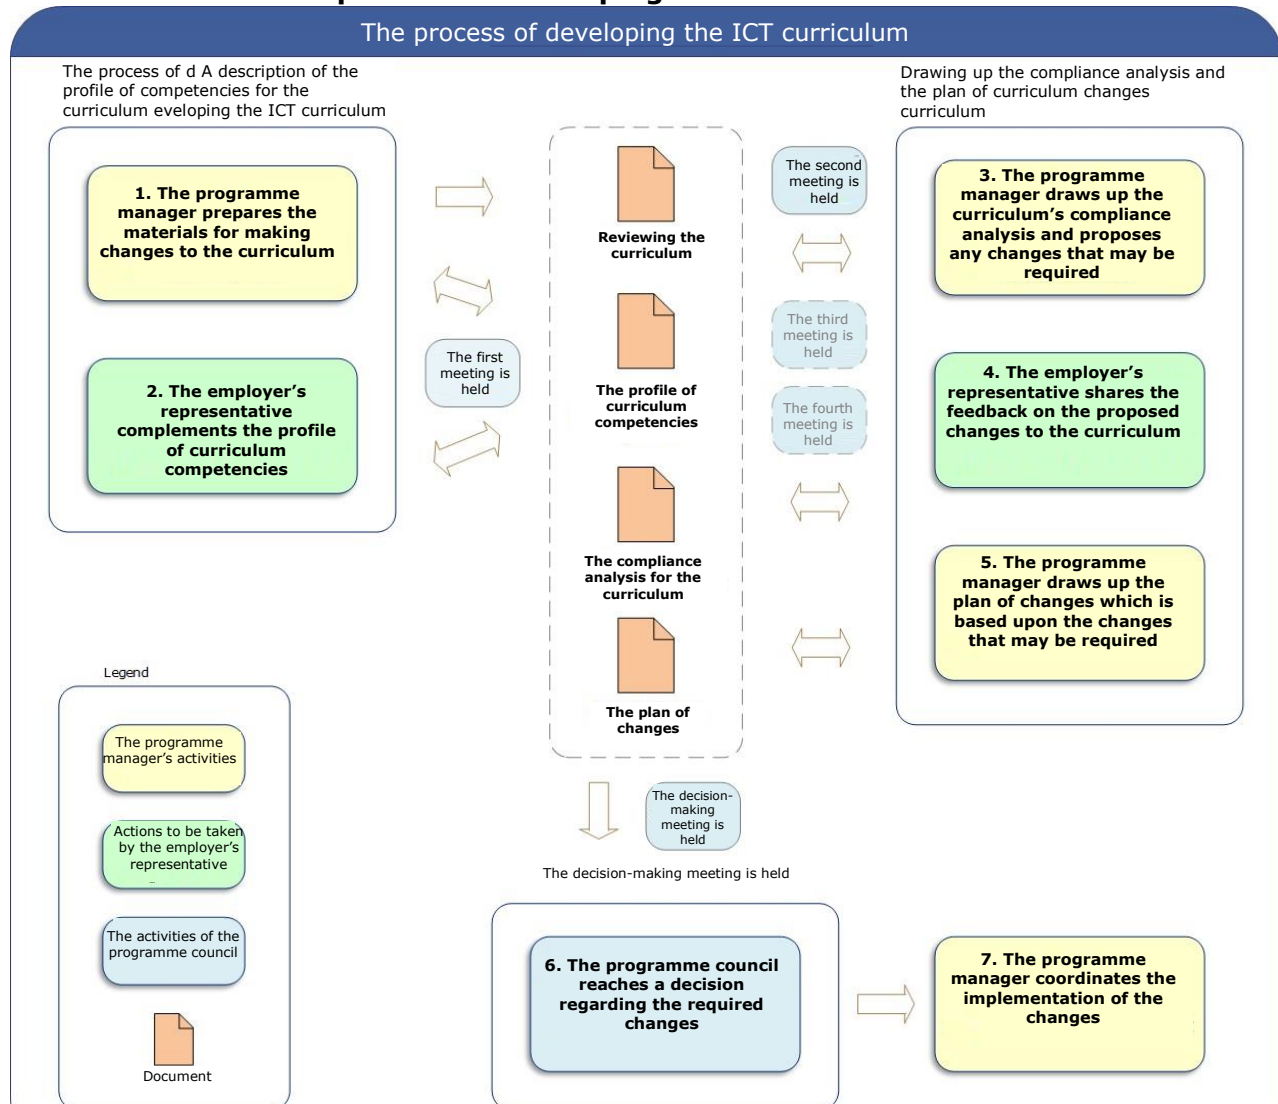 The process of developing the ICT curriculum
The process of d A description of the
profile of competencies for the
curriculum eveloping the ICT curriculum
Drawing up the compliance analysis and
the plan of curriculum changes
curriculum
1. The programme
manager prepares the
materials for making
changes to the curriculum
2. The employer's
representative
complements the profile
of curriculum
competencies
The first
meeting is
held
Reviewing the
curriculum
The profile of
curriculum
competencies
The compliance
analysis for the
curriculum
The plan of
changes
The second
meeting is
held
The third
meeting is
held
The fourth
meeting is
held
3. The programme
manager draws up the
curriculum's compliance
analysis and proposes
any changes that may be
required
4. The employer's
representative shares the
feedback on the proposed
changes to the curriculum
5. The programme
manager draws up the
plan of changes which is
based upon the changes
that may be required
Legend
The programme
manager's activities
Actions to be taken
by the employer's
representative
The activities of the
programme council
Document
The decision-
making
meeting is
held
The decision-making meeting is held
6. The programme council
reaches a decision
regarding the required
changes
7. The programme
manager coordinates the
implementation of the
changes